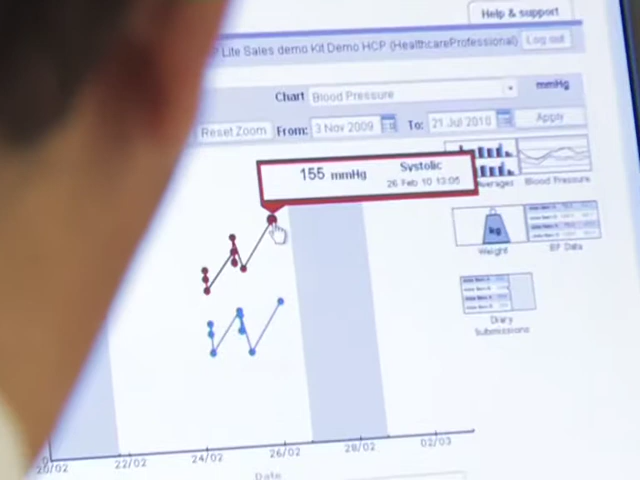 Help & support
Lite Sales demo Kit Demo HCP (HealthcareProfessional) Log out
Chart Blood Pressure mmHg
Reset Zoom From: 3 Nov 2009 To: 21 Jul 2010 Apply
155 mmHg Systolic
26 Feb 10 13:05
Averages Blood Pressure
kg
Weight BP Data
Diary
Submissions
20/02 22/02 24/02 26/02 28/02 02/03
Date